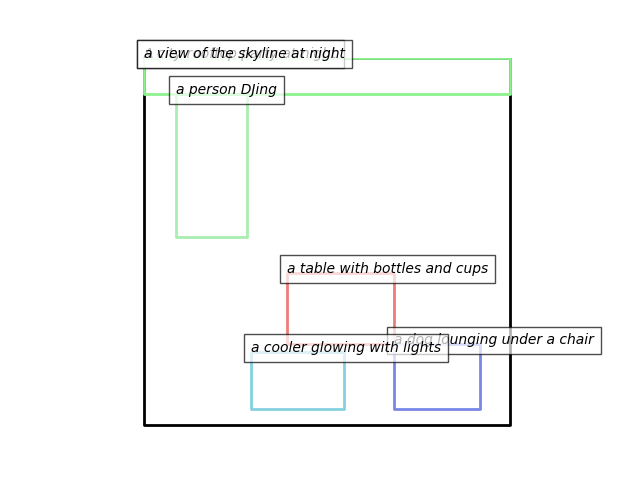 a view of the skyline at night
a person DJing
a table with bottles and cups
a dog lounging under a chair
a cooler glowing with lights